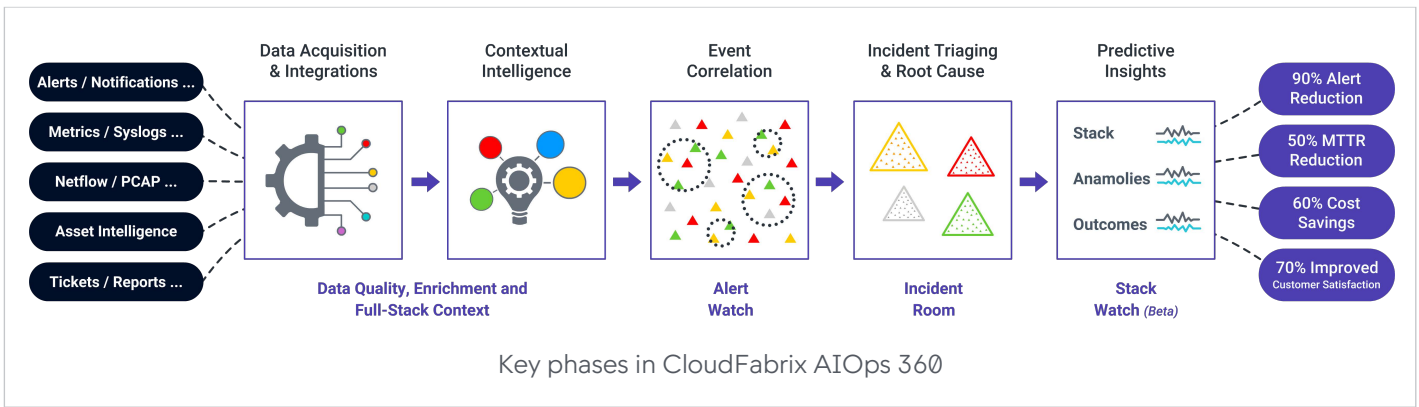 Data Acquisition
& Integrations
Contextual
Intelligence
Event
Correlation
Incident Triaging
& Root Cause
Predictive
Insights
Alerts / Notifications ...
Metrics / Syslogs ...
Netflow / PCAP ...
Asset Intelligence
Tickets / Reports ...
Stack
Anamolies
Outcomes
90% Alert
Reduction
50% MTTR
Reduction
60% Cost
Savings
70% Improved
Customer Satisfaction
Data Quality, Enrichment and
Full-Stack Context
Alert
Watch
Incident
Room
Stack
Watch (Beta)
Key phases in CloudFabrix AIOps 360